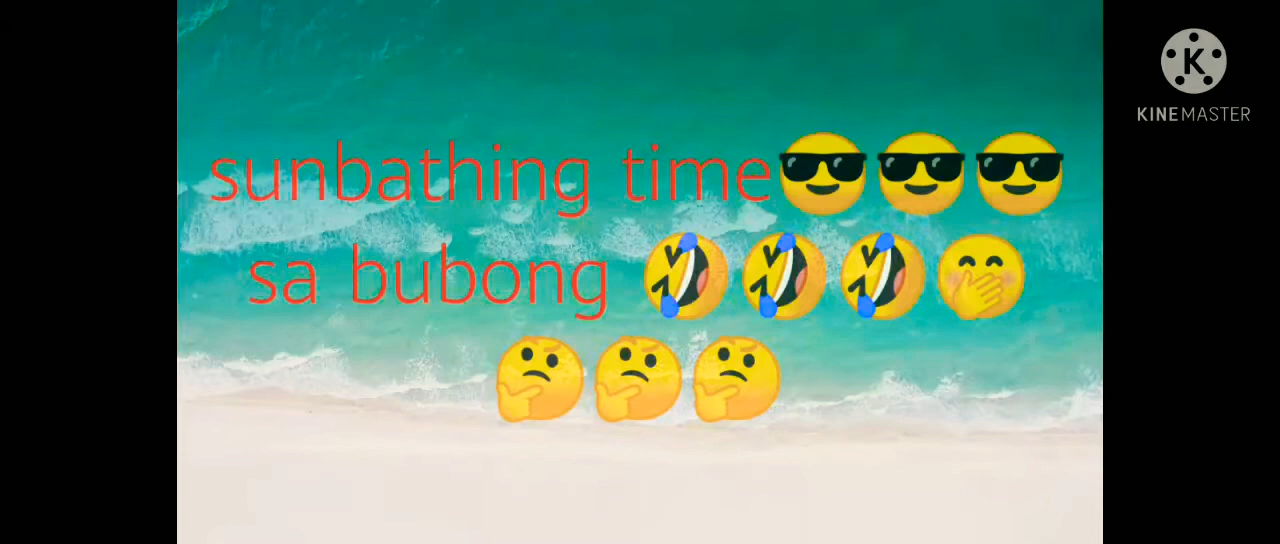 sunbathing time😎😎😎
sa bubong 🤣🤣🤣🤭
🤔🤔🤔
KINEMASTER